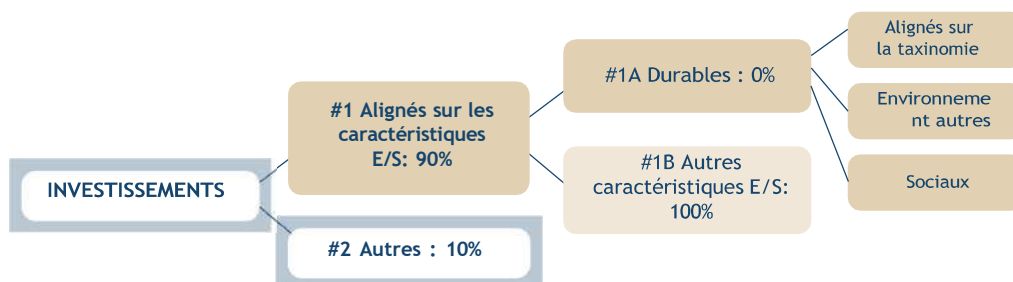 INVESTISSEMENTS
#1 Alignés sur les
caractéristiques
E/S: 90%
#2 Autres : 10%
#1A Durables : 0%
#1B Autres
caractéristiques E/S:
100%
Alignés sur
la taxinomie
Environneme
nt autres
Sociaux